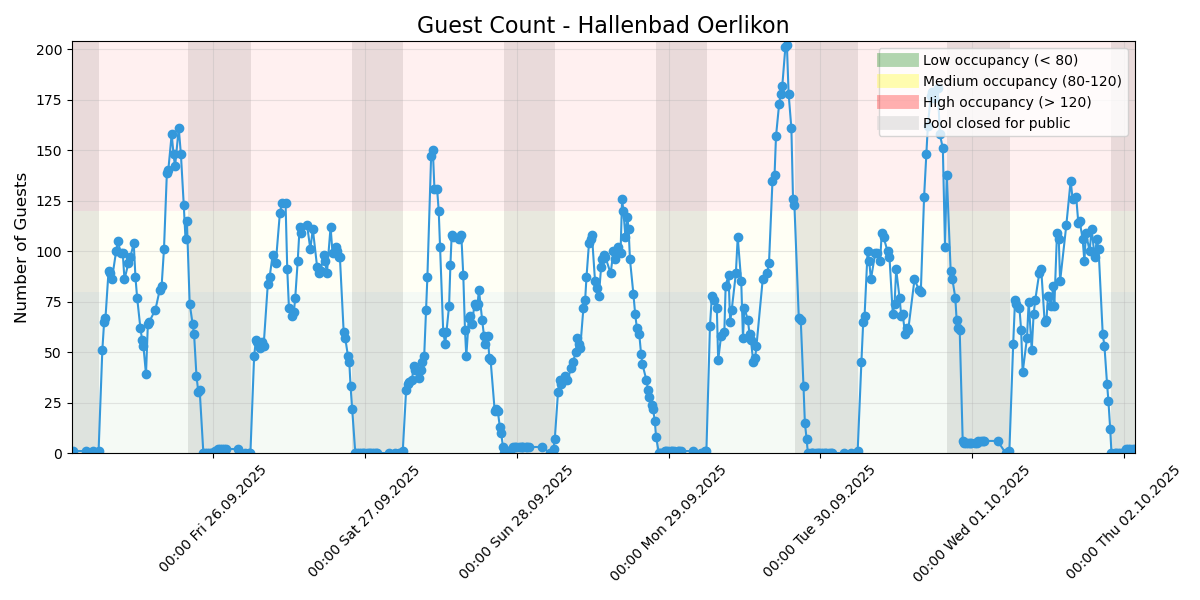 Guest Count - Hallenbad Oerlikon
Number of Guests
200
175
150
125
100
75
50
25
0
Low occupancy (< 80)
Medium occupancy (80-120)
High occupancy (> 120)
Pool closed for public
00:00 Fri 26.09.2025
00:00 Sat 27.09.2025
00:00 Sun 28.09.2025
00:00 Mon 29.09.2025
00:00 Tue 30.09.2025
00:00 Wed 01.10.2025
00:00 Thu 02.10.2025